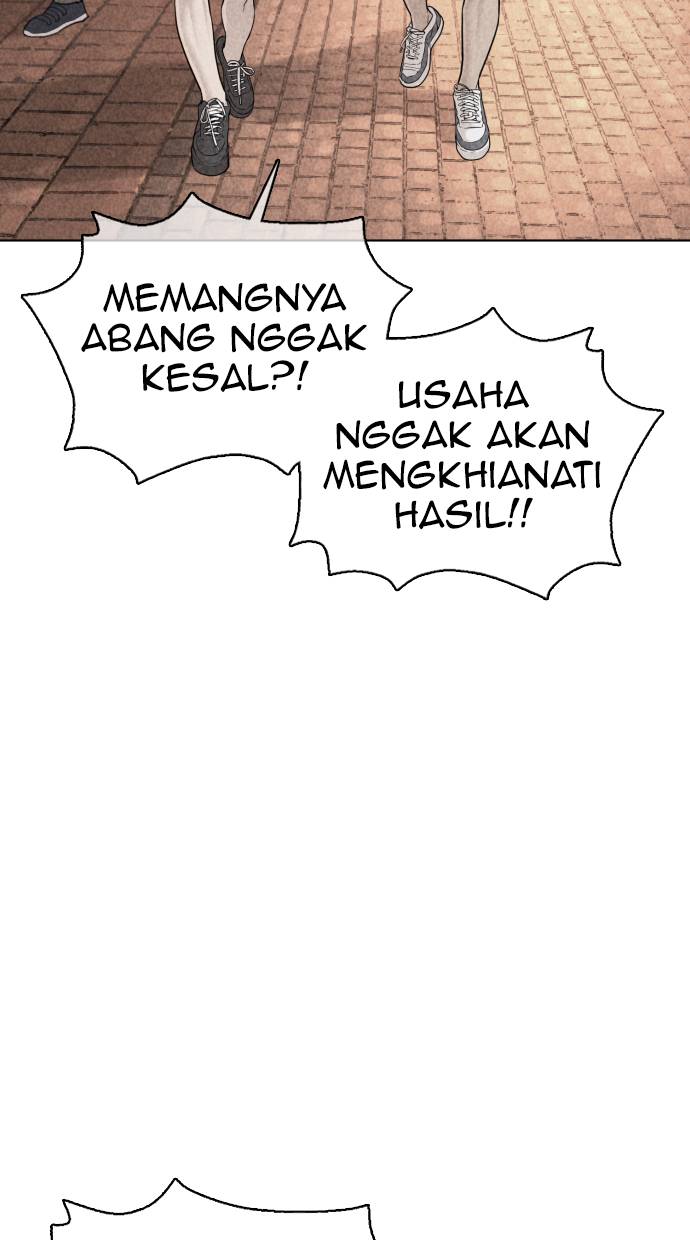 MEMANGNYA
ABANG NGGAK
KESAL?!
USAHA
NGGAK AKAN
MENGKHIANATI
HASIL!!